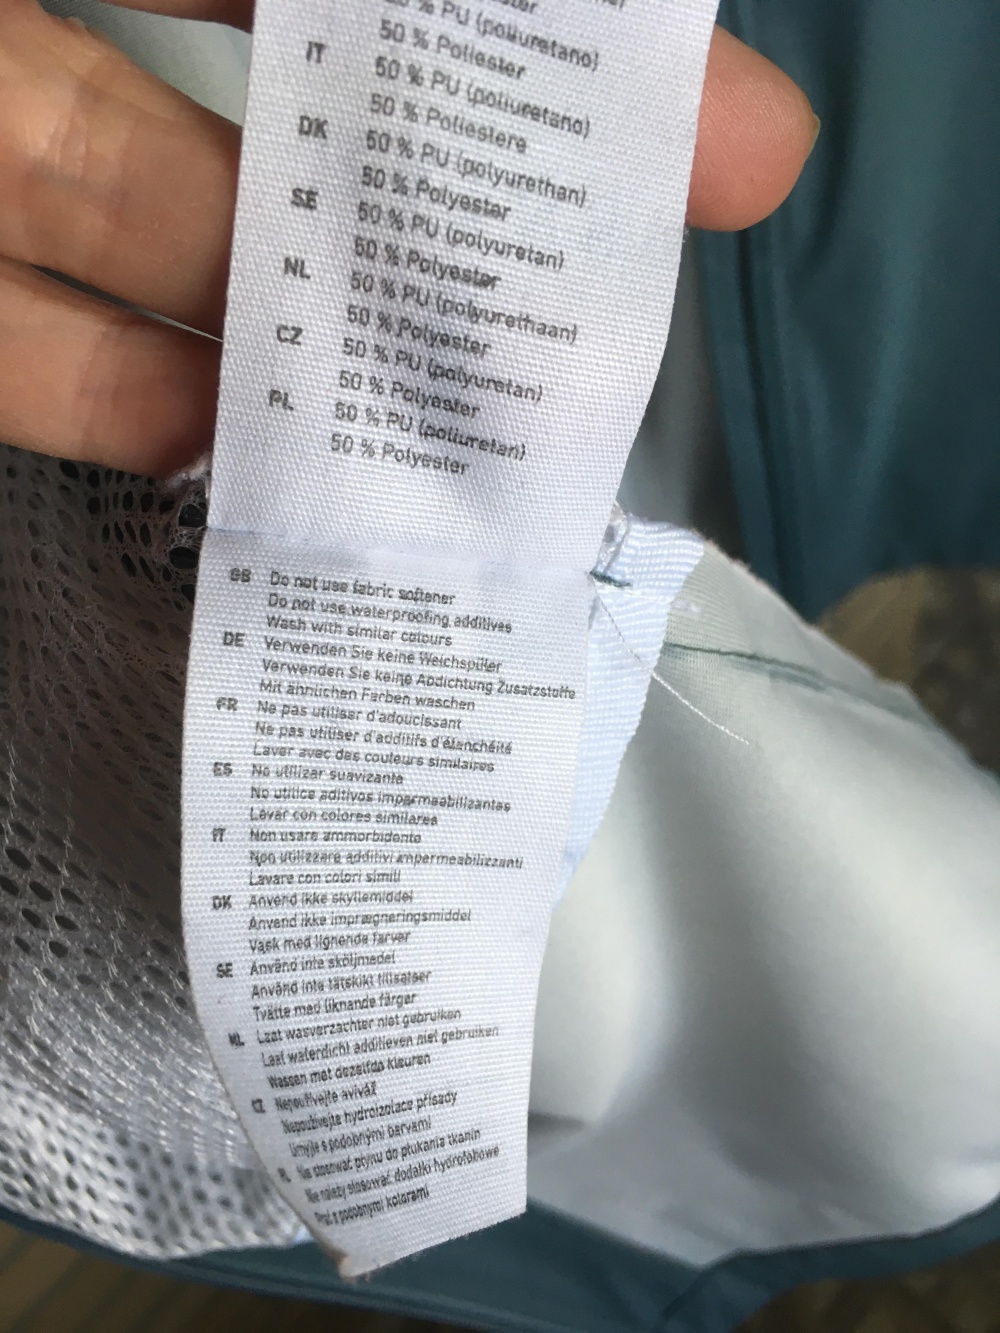 % PU (poliuretano)
50 % Poliester
IT 50 % PU (poliuretano)
50 % Poliestere
DK 50 % PU (polyurethan)
50 % Polyester
SE 50 % PU (polyuretan)
50 % Polyester
NL 50 % PU (polyurethaan)
50 % Polyester
CZ 50 % PU (polyuretan)
50 % Polyester
PL 50 % PU (poliuretan)
50 % Polyester
GB Do not use fabric softener
Do not use waterproofing additives
Wash with similar colours
DE Verwenden Sie keine Weichspüler
Verwenden Sie keine Abdichtung Zusatzstoffe
Mit ähnlichen Farben waschen
FR Ne pas utiliser d'adoucissant
Ne pas utiliser d'additifs d'étanchéité
Laver avec des couleurs similaires
ES No utilizar suavizante
No utilice aditivos impermeabilizantes
Lavar con colores similares
IT Non usare ammorbidente
Non utilizzare additivi impermeabilizzanti
Lavare con colori simili
DK Anvend ikke skyllemiddel
Anvend ikke imprægneringsmiddel
Vask med lignende farver
SE Använd inte sköljmedel
Använd inte tätskikt tillsatser
Tvätta med liknande färger
NL Laat wasverzachter niet gebruiken
Laat waterdicht additieven niet gebruiken
Wassen met dezelfde kleuren
CZ Nepoužívejte aviváž
Nepoužívejte hydroizolace přísady
Umyjte s podobnými barvami
PL Nie stosować płynu do płukania tkanin
Nie należy stosować dodatki hydrofobowe
Prać z podobnymi kolorami